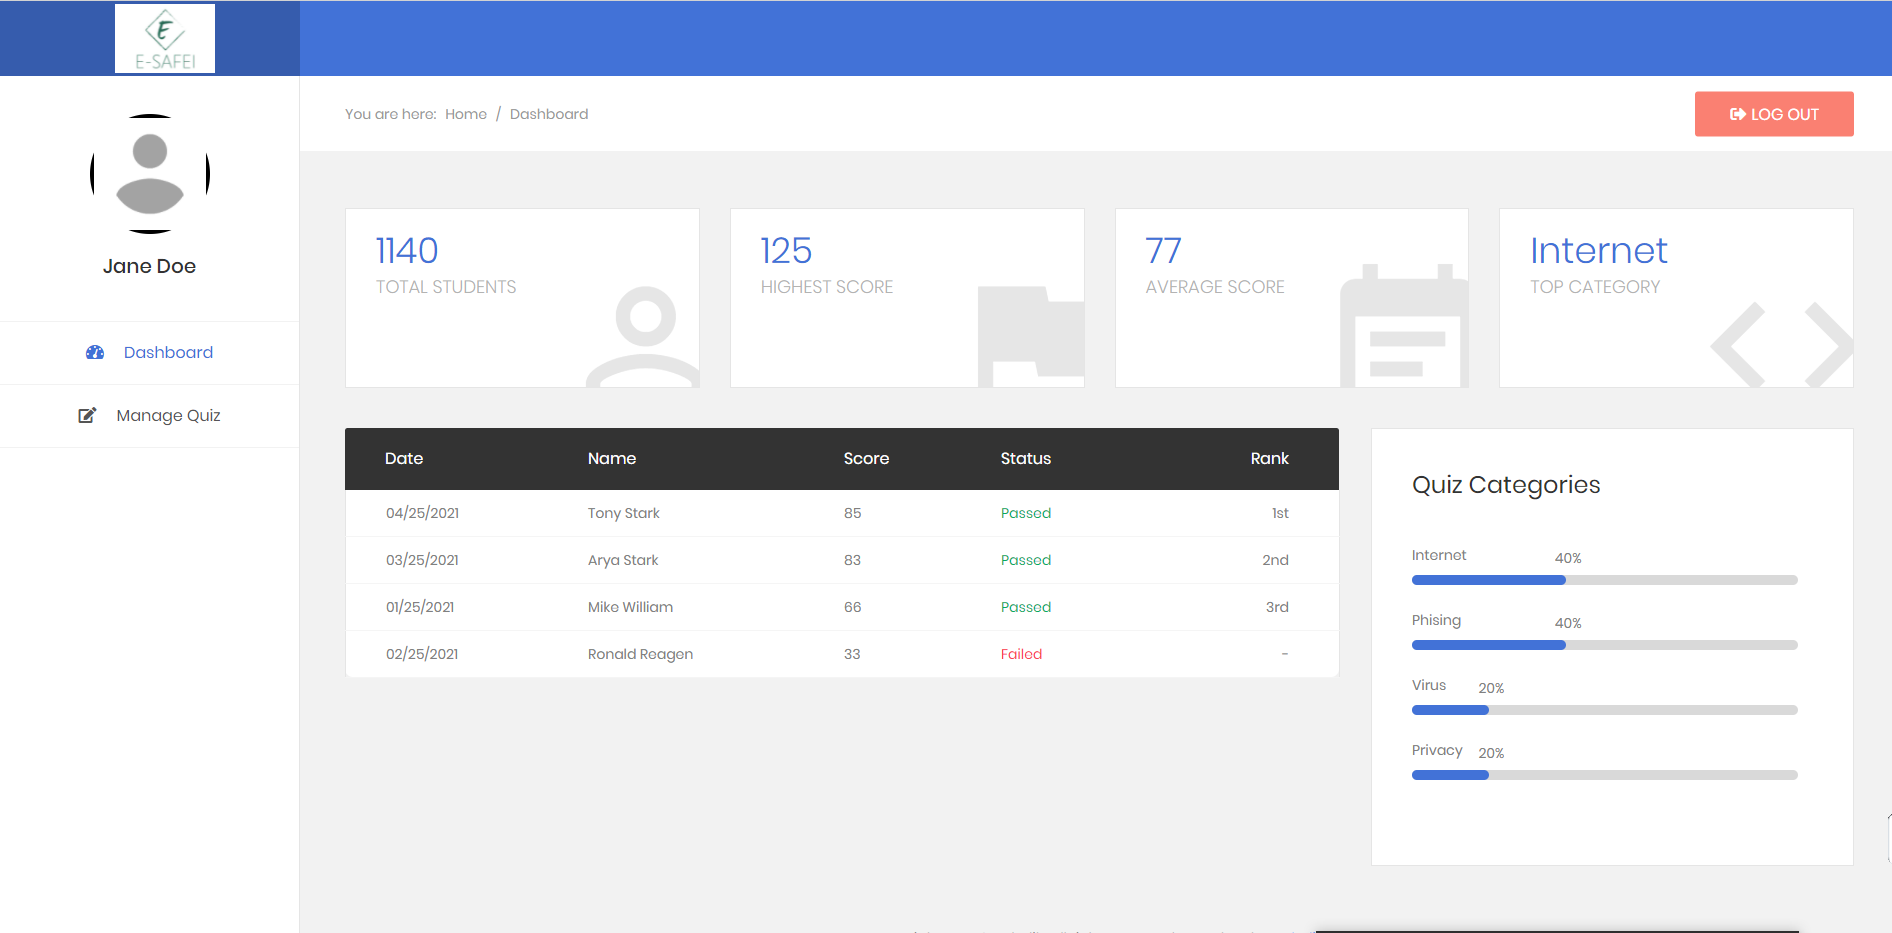 E
E-SAFEI
You are here: Home / Dashboard
LOG OUT
Jane Doe
Dashboard
Manage Quiz
1140
TOTAL STUDENTS
125
HIGHEST SCORE
77
AVERAGE SCORE
Internet
TOP CATEGORY
Date Name Score Status Rank
04/25/2021 Tony Stark 85 Passed 1st
03/25/2021 Arya Stark 83 Passed 2nd
01/25/2021 Mike William 66 Passed 3rd
02/25/2021 Ronald Reagen 33 Failed -
Quiz Categories
Internet 40%
Phising 40%
Virus 20%
Privacy 20%